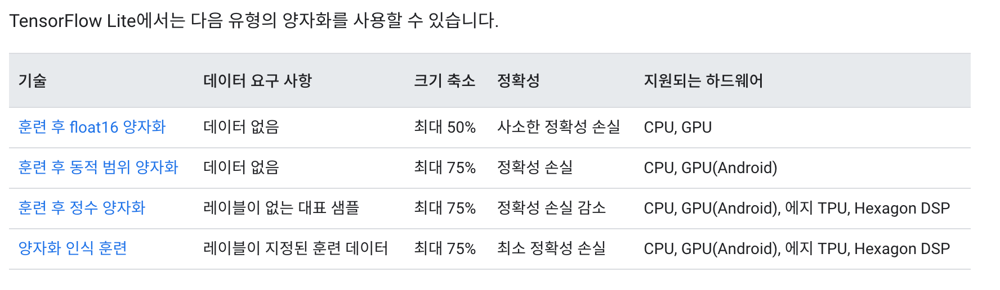 TensorFlow Lite에서는 다음 유형의 양자화를 사용할 수 있습니다.
기술 데이터 요구 사항 크기 축소 정확성 지원되는 하드웨어
훈련 후 float16 양자화 데이터 없음 최대 50% 사소한 정확성 손실 CPU, GPU
훈련 후 동적 범위 양자화 데이터 없음 최대 75% 정확성 손실 CPU, GPU(Android)
훈련 후 정수 양자화 레이블이 없는 대표 샘플 최대 75% 정확성 손실 감소 CPU, GPU(Android), 에지 TPU, Hexagon DSP
양자화 인식 훈련 레이블이 지정된 훈련 데이터 최대 75% 최소 정확성 손실 CPU, GPU(Android), 에지 TPU, Hexagon DSP